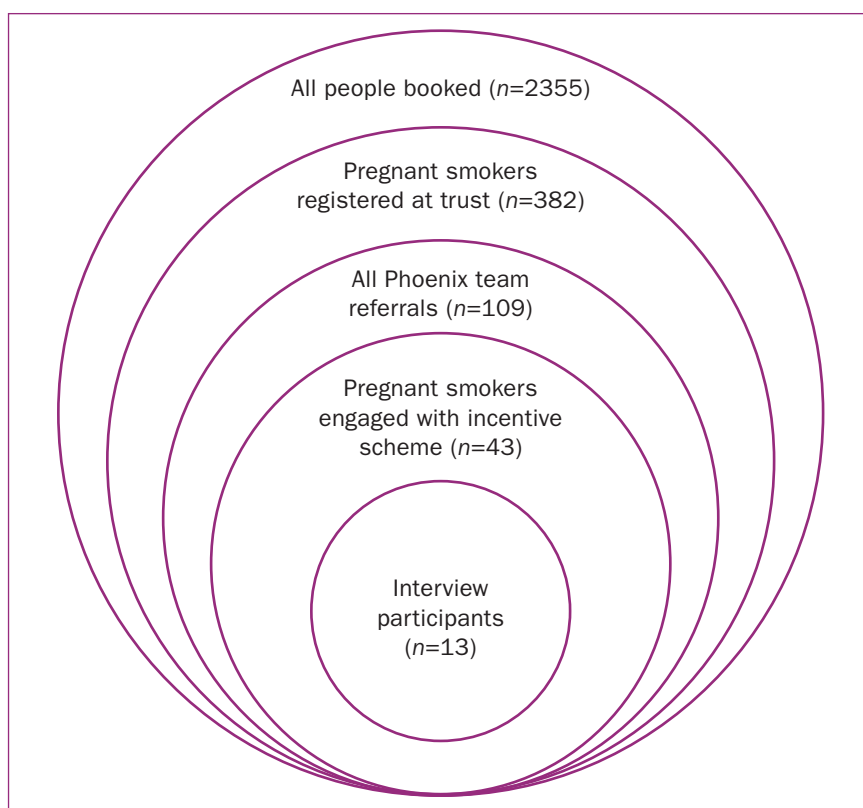 All people booked (n=2355)
Pregnant smokers
registered at trust (n=382)
All Phoenix team
referrals (n=109)
Pregnant smokers
engaged with incentive
scheme (n=43)
Interview
participants
(n=13)